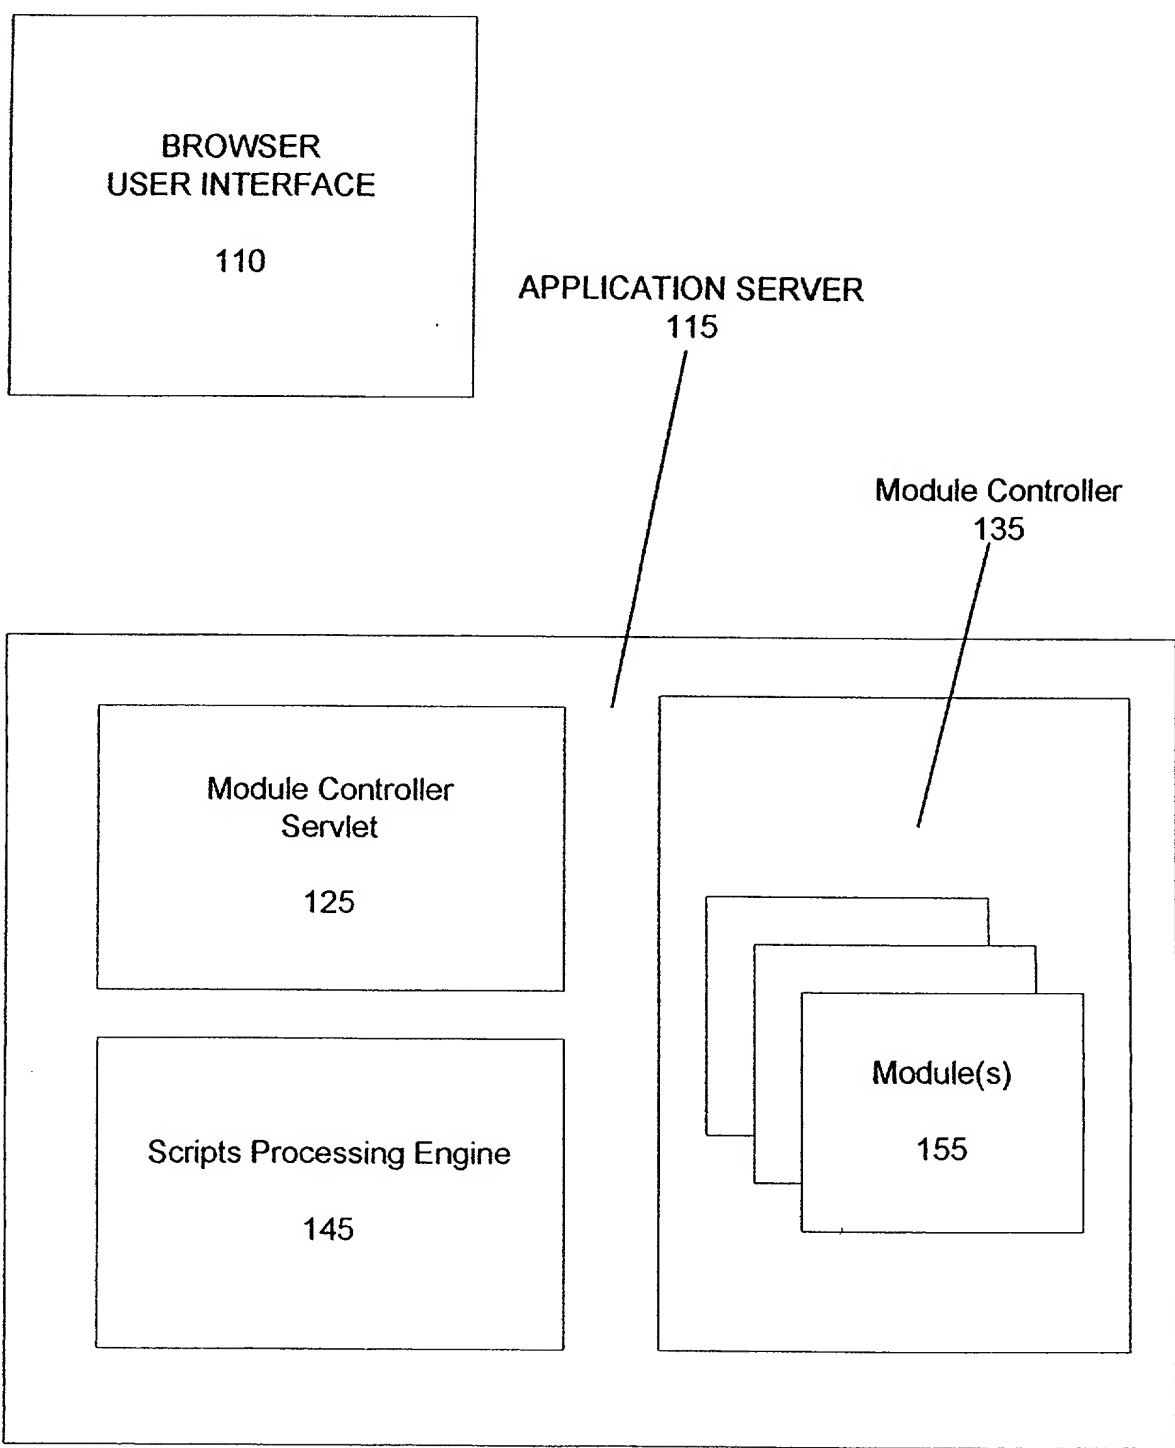 BROWSER
USER INTERFACE
110
APPLICATION SERVER
115
Module Controller
135
Module Controller
Servlet
125
Scripts Processing Engine
145
Module(s)
155